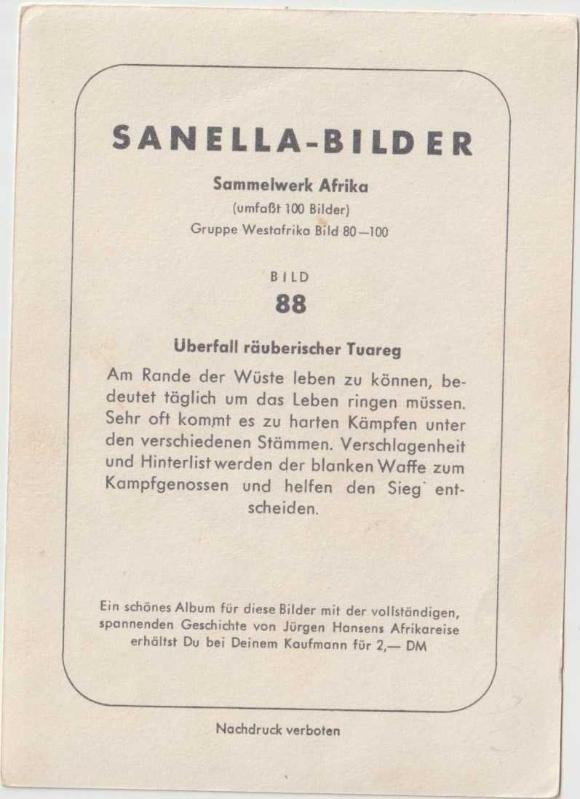 SANELLA-BILDER
Sammelwerk Afrika
(umfaßt 100 Bilder)
Gruppe Westafrika Bild 80—100
BILD
88
Überfall räuberischer Tuareg
Am Rande der Wüste leben zu können, be-
deutet täglich um das Leben ringen müssen.
Sehr oft kommt es zu harten Kämpfen unter
den verschiedenen Stämmen. Verschlagenheit
und Hinterlist werden der blanken Waffe zum
Kampfgenossen und helfen den Sieg ent-
scheiden.
Ein schönes Album für diese Bilder mit der vollständigen,
spannenden Geschichte von Jürgen Hansens Afrikareise
erhältst Du bei Deinem Kaufmann für 2,— DM
Nachdruck verboten